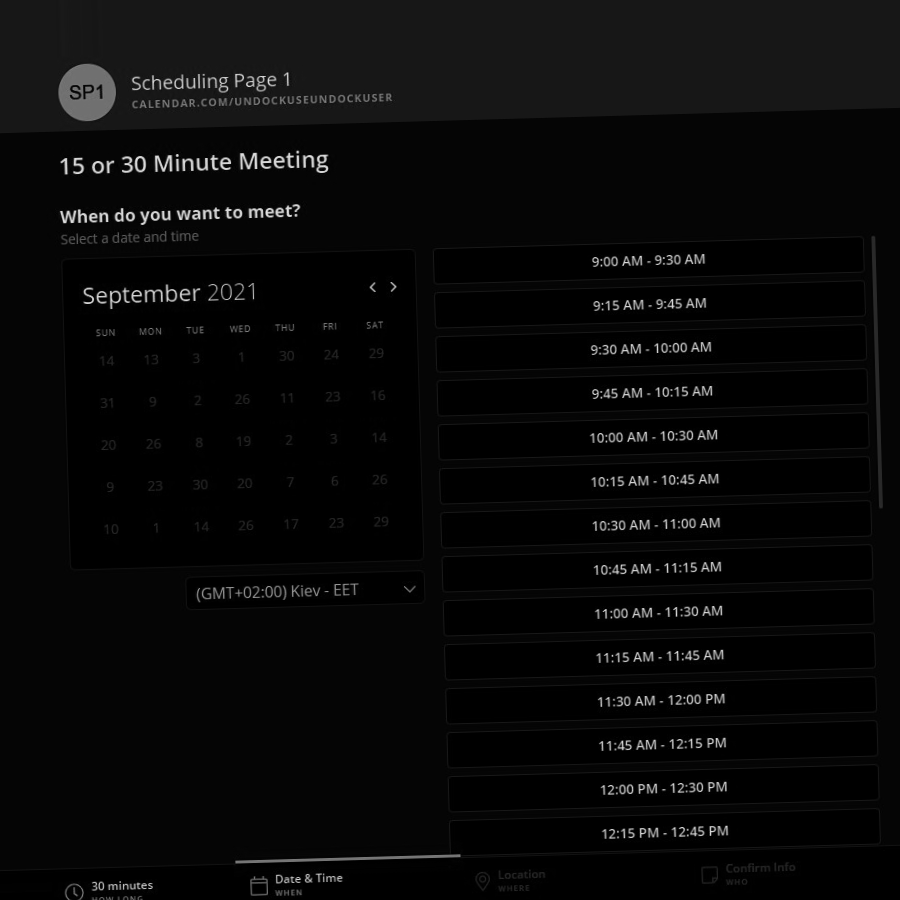 SP1
Scheduling Page 1
CALENDAR.COM/UNDOCKUSEUNDOCKUSER
15 or 30 Minute Meeting
When do you want to meet?
Select a date and time
September 2021
SUN MON TUE WED THU FRI SAT
14 13 3 1 30 24 29
31 9 2 26 11 23 16
20 26 8 19 2 3 14
9 23 30 20 7 6 26
10 1 14 26 17 23 29
(GMT+02:00) Kiev - EET
9:00 AM - 9:30 AM
9:15 AM - 9:45 AM
9:30 AM - 10:00 AM
9:45 AM - 10:15 AM
10:00 AM - 10:30 AM
10:15 AM - 10:45 AM
10:30 AM - 11:00 AM
10:45 AM - 11:15 AM
11:00 AM - 11:30 AM
11:15 AM - 11:45 AM
11:30 AM - 12:00 PM
11:45 AM - 12:15 PM
12:00 PM - 12:30 PM
12:15 PM - 12:45 PM
30 minutes
HOW LONG
Date & Time
WHEN
Location
WHERE
Confirm Info
WHO